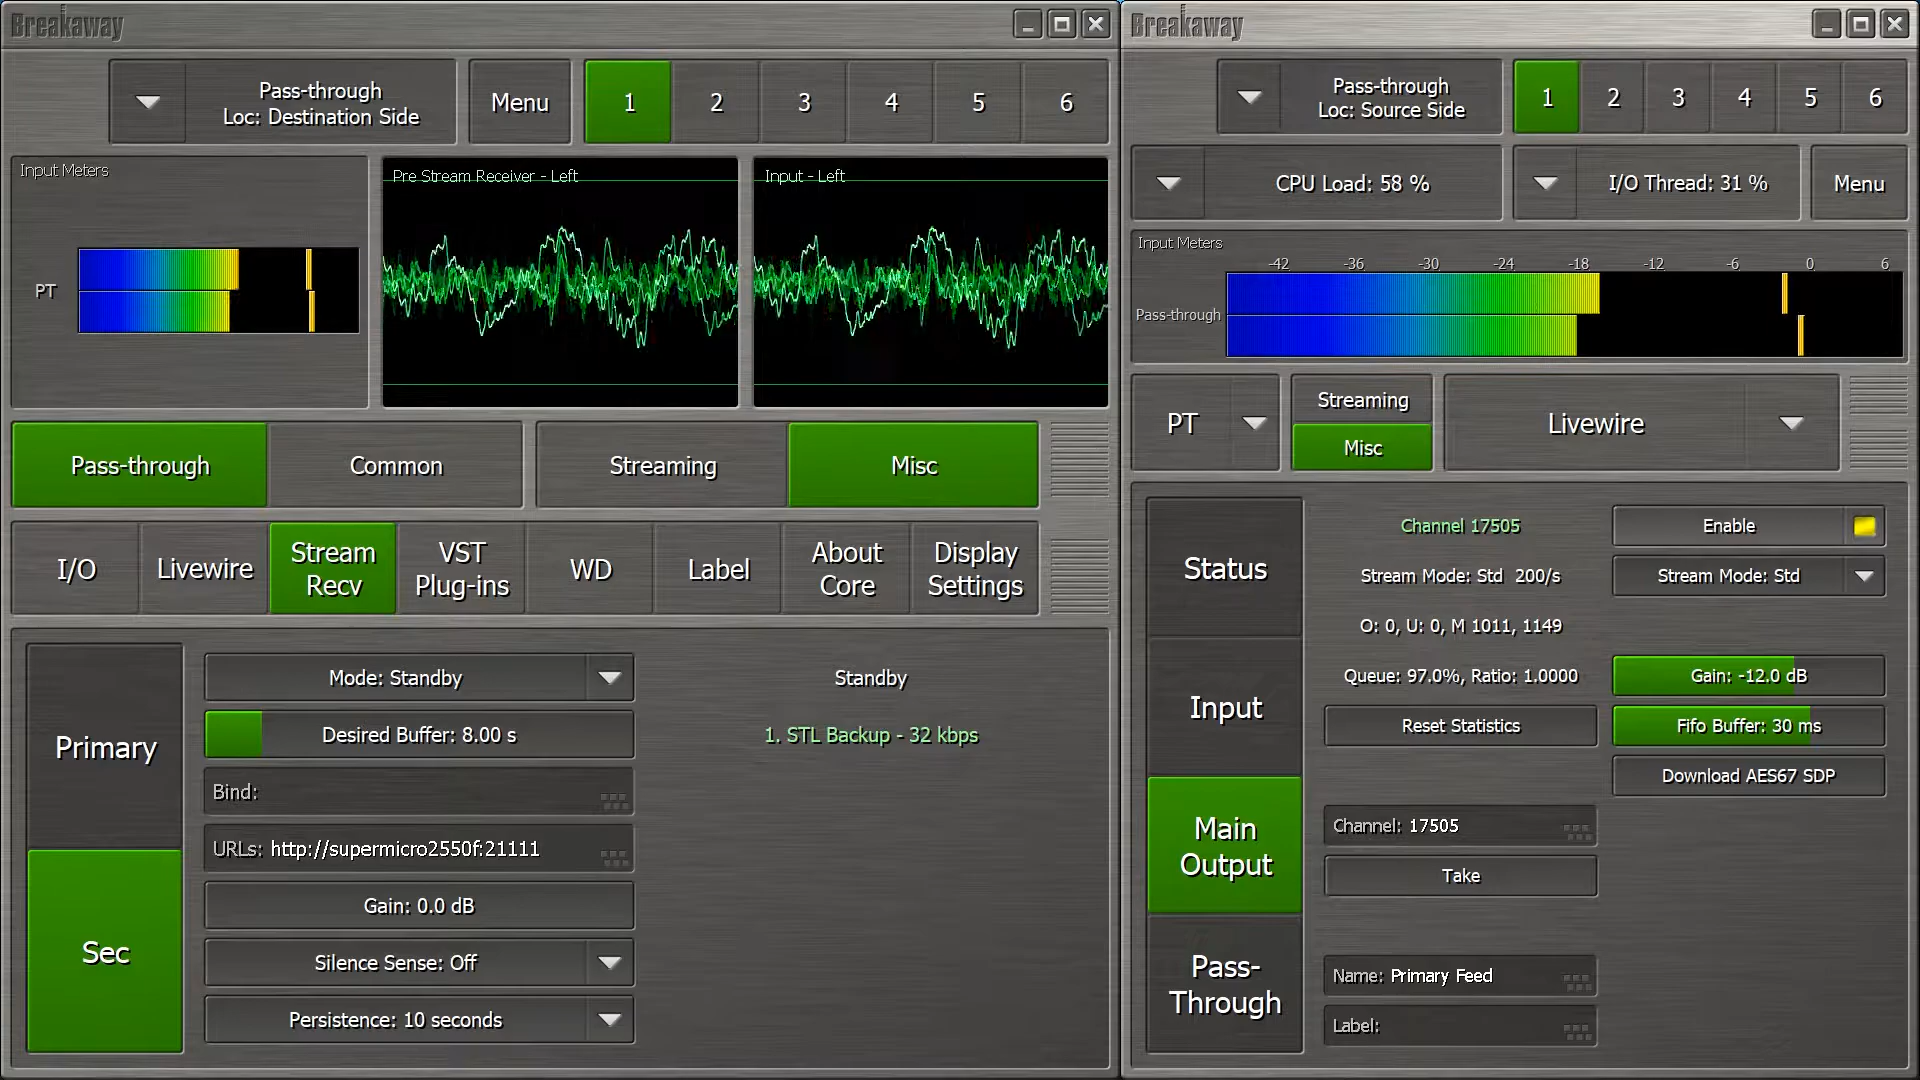 Breakaway
Pass-through
Loc: Destination Side
Menu
1
2
3
4
5
6
Input Meters
PT
Pre Stream Receiver - Left
Input - Left
Pass-through
Common
Streaming
Misc
I/O
Livewire
Stream
Recv
VST
Plug-ins
WD
Label
About
Core
Display
Settings
Primary
Sec
Mode: Standby
Desired Buffer: 8.00 s
Bind:
URLs: http://supermicro2550f:21111
Gain: 0.0 dB
Silence Sense: Off
Persistence: 10 seconds
Standby
1. STL Backup - 32 kbps
Breakaway
Pass-through
Loc: Source Side
1
2
3
4
5
6
CPU Load: 58 %
I/O Thread: 31 %
Menu
Input Meters
-42 -36 -30 -24 -18 -12 -6 0 6
Pass-through
PT
Streaming
Misc
Livewire
Status
Input
Main
Output
Pass-
Through
Channel 17505
Enable
Stream Mode: Std 200/s
Stream Mode: Std
O: 0, U: 0, M 1011, 1149
Queue: 97.0%, Ratio: 1.0000
Gain: -12.0 dB
Reset Statistics
Fifo Buffer: 30 ms
Download AES67 SDP
Channel: 17505
Take
Name: Primary Feed
Label: